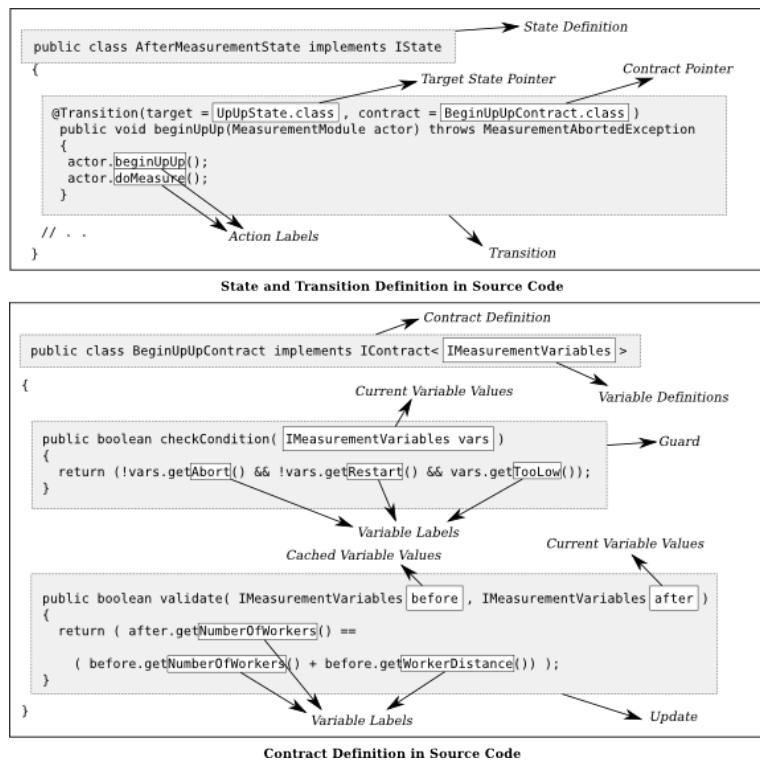 State Definition
public class AfterMeasurementState implements IState
{
Target State Pointer
Contract Pointer
@Transition(target = UpUpState.class , contract = BeginUpUpContract.class )
public void beginUpUp(MeasurementModule actor) throws MeasurementAbortedException
{
actor.beginUpUp();
actor.doMeasure();
}
// . .
Action Labels
Transition
}
State and Transition Definition in Source Code
Contract Definition
public class BeginUpUpContract implements IContract< IMeasurementVariables >
{
Current Variable Values
Variable Definitions
public boolean checkCondition( IMeasurementVariables vars )
Guard
{
return (!vars.getAbort() && !vars.getRestart() && vars.getTooLow());
}
Variable Labels
Cached Variable Values
Current Variable Values
public boolean validate( IMeasurementVariables before , IMeasurementVariables after )
{
return ( after.getNumberOfWorkers() ==
( before.getNumberOfWorkers() + before.getWorkerDistance()) );
}
}
Variable Labels
Update
Contract Definition in Source Code